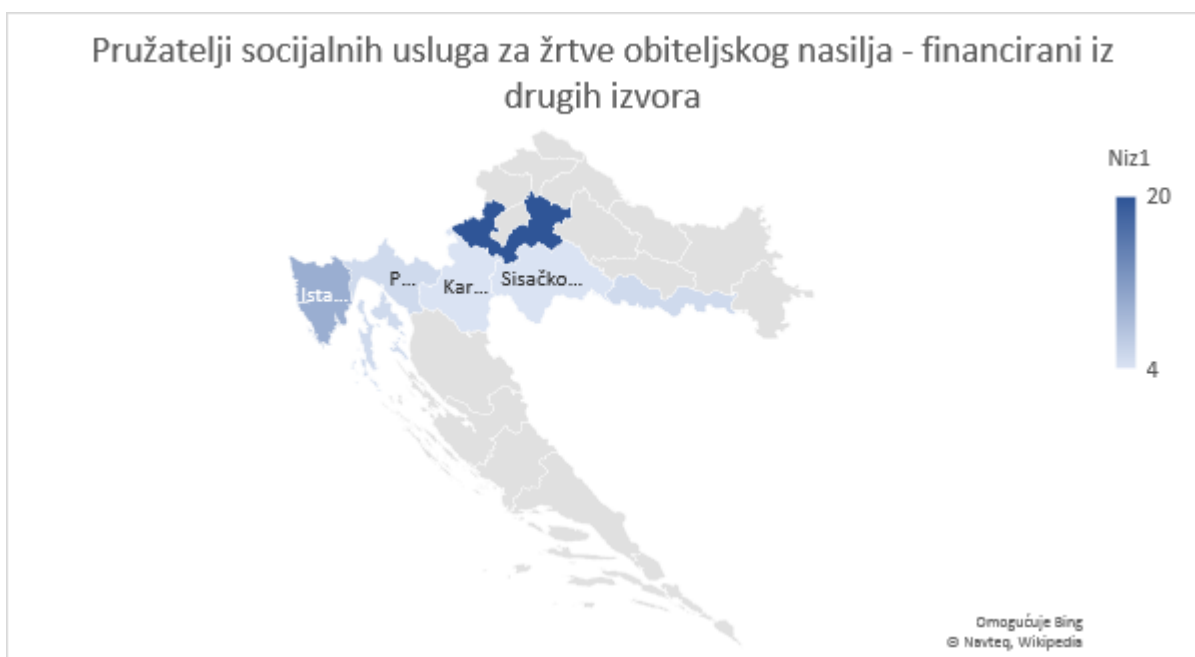 Pružatelji socijalnih usluga za žrtve obiteljskog nasilja - financirani iz
drugih izvora
Niz1
20
P...
Sisačko...
Kar...
Ista...
4
Omogućuje Bing
© Navteq, Wikipedia